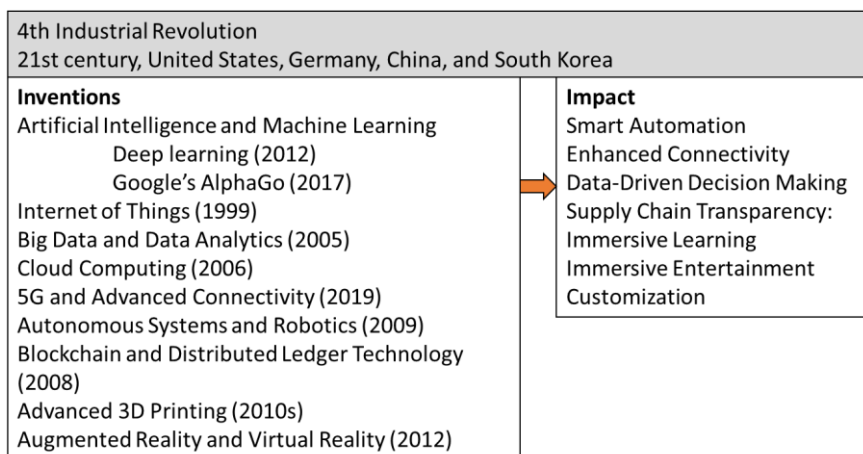 4th Industrial Revolution
21st century, United States, Germany, China, and South Korea
Inventions
Artificial Intelligence and Machine Learning
Deep learning (2012)
Google's AlphaGo (2017)
Internet of Things (1999)
Big Data and Data Analytics (2005)
Cloud Computing (2006)
5G and Advanced Connectivity (2019)
Autonomous Systems and Robotics (2009)
Blockchain and Distributed Ledger Technology
(2008)
Advanced 3D Printing (2010s)
Augmented Reality and Virtual Reality (2012)
Impact
Smart Automation
Enhanced Connectivity
Data-Driven Decision Making
Supply Chain Transparency:
Immersive Learning
Immersive Entertainment
Customization